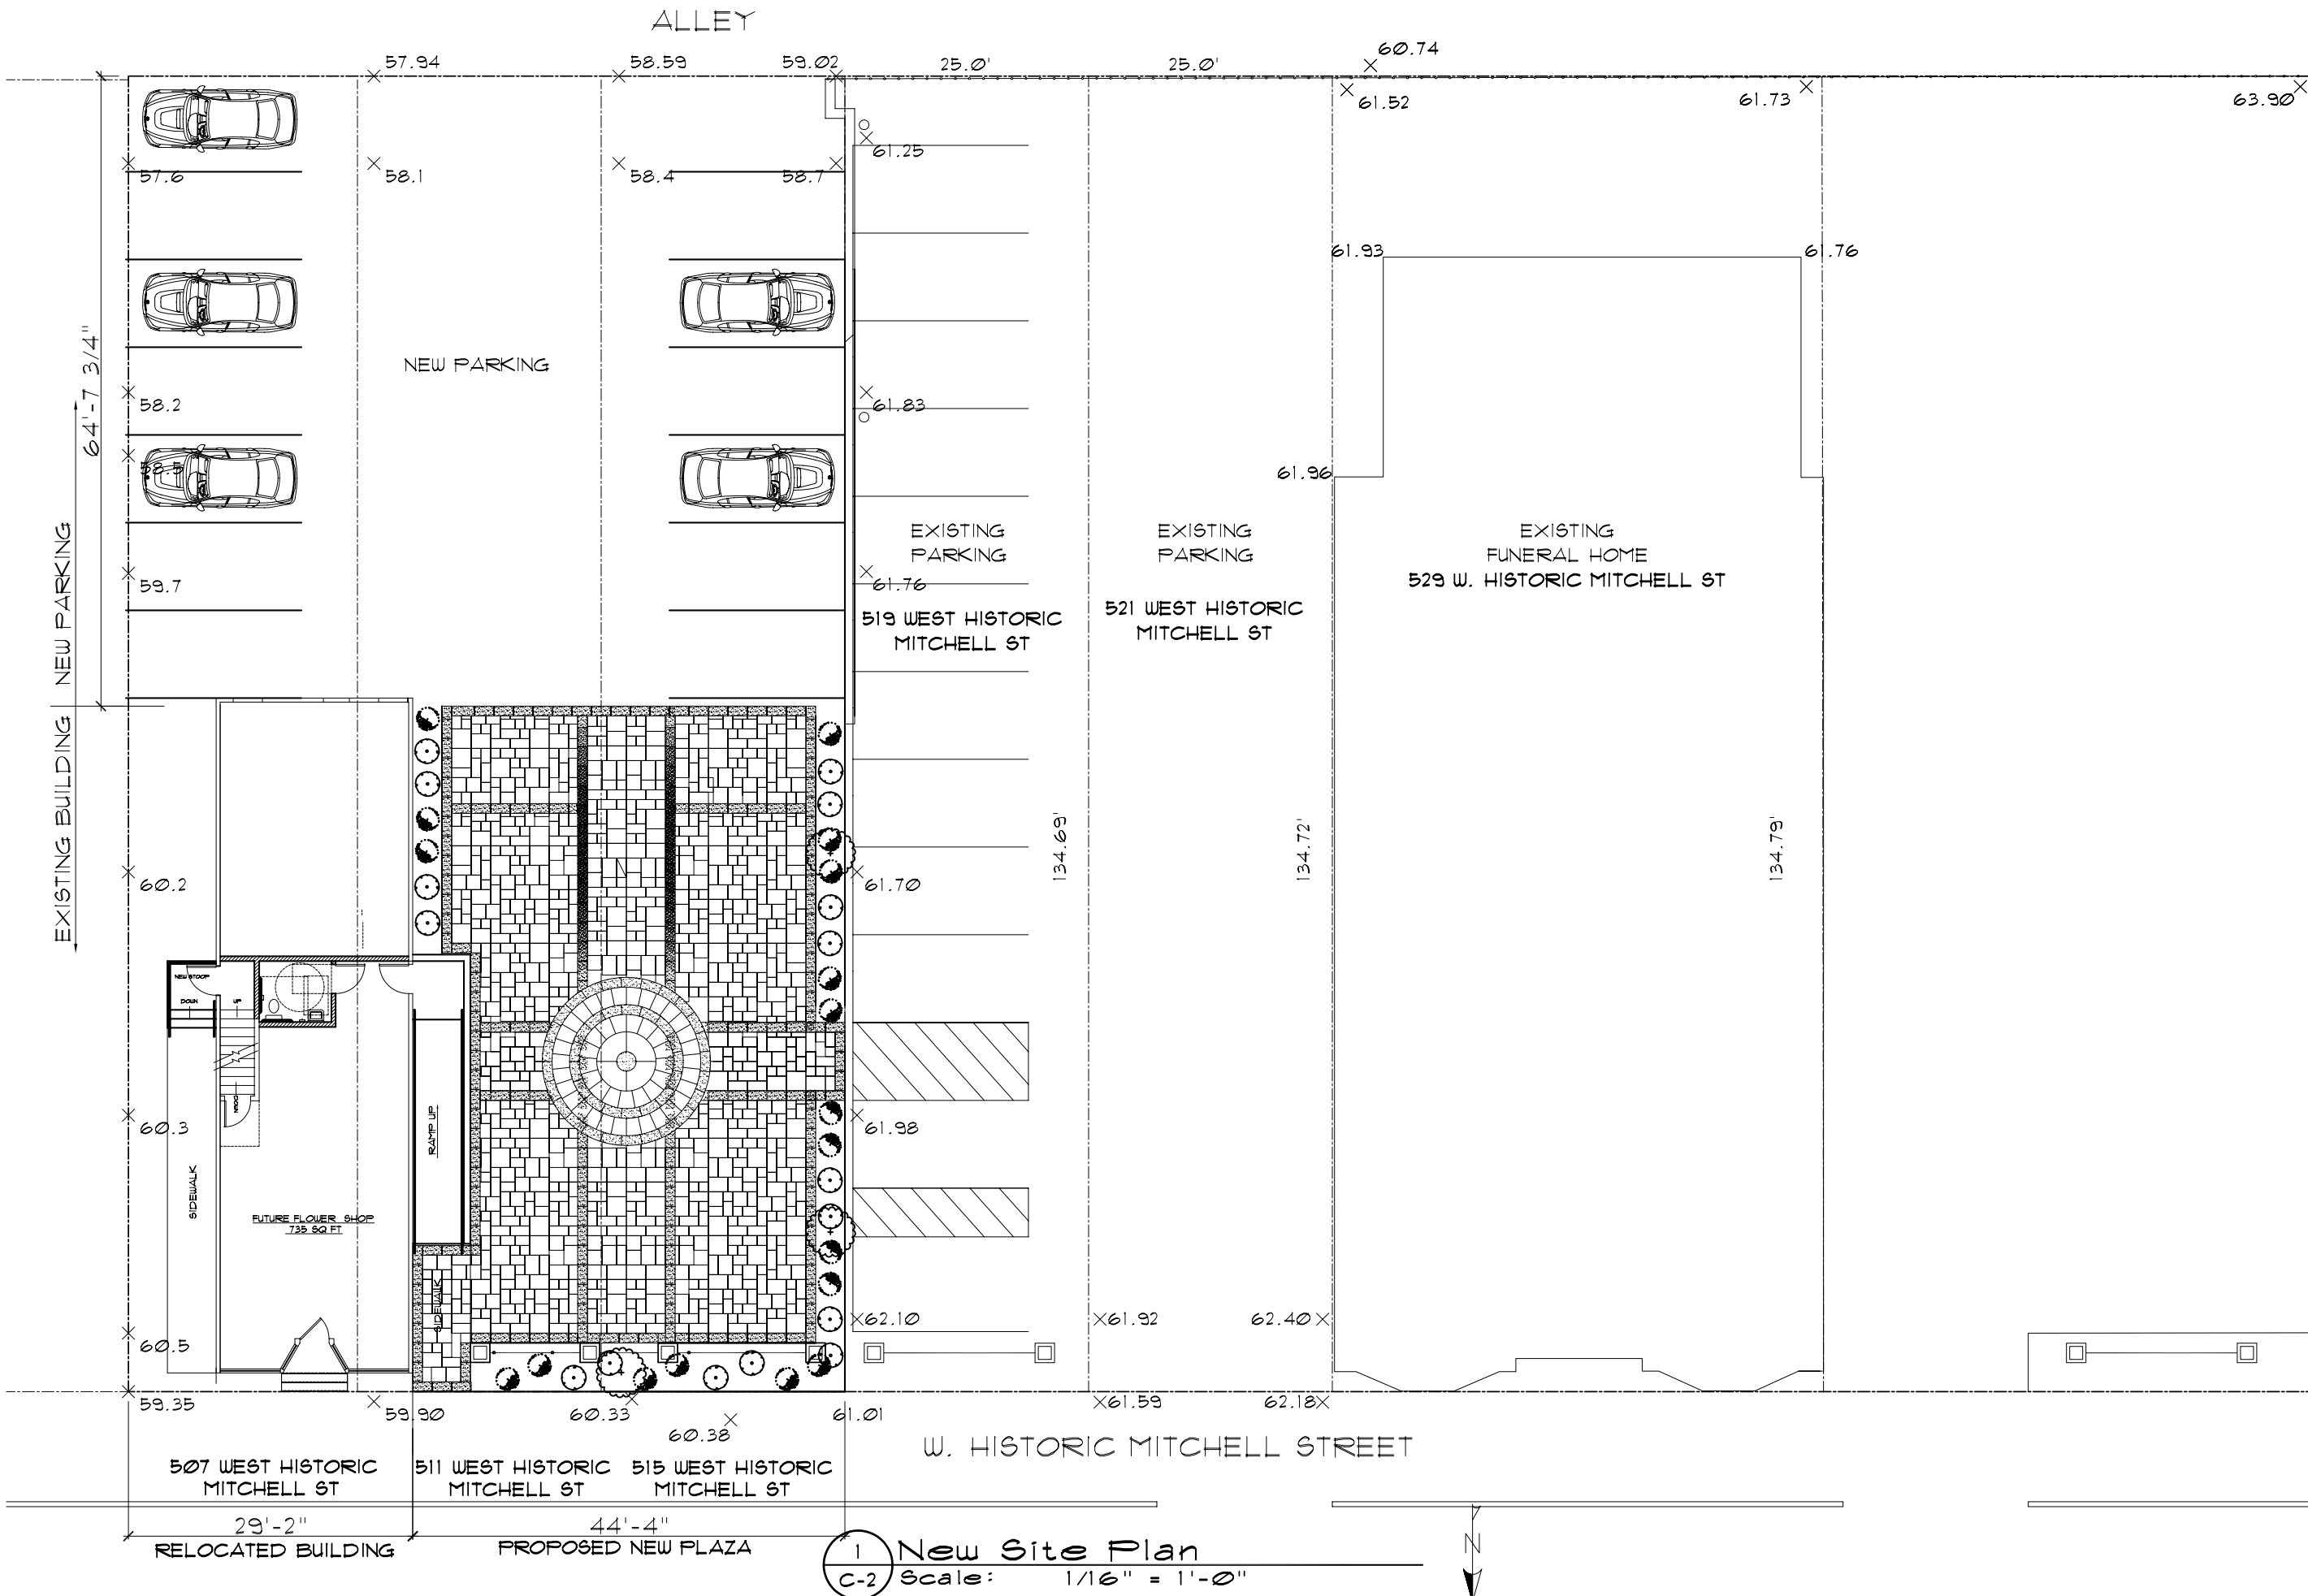 ALLEY
57.94
58.59
59.02
25.0'
25.0'
60.74
61.52
61.73
63.90
57.6
58.1
58.4
58.7
61.25
61.93
61.76
64'-7 3/4"
NEW PARKING
58.2
61.83
58.5
61.96
NEW PARKING
EXISTING BUILDING
59.7
61.76
EXISTING
PARKING
519 WEST HISTORIC
MITCHELL ST
EXISTING
PARKING
521 WEST HISTORIC
MITCHELL ST
EXISTING
FUNERAL HOME
529 W. HISTORIC MITCHELL ST
134.69'
134.72'
134.79'
60.2
61.70
NEW STOOP
DOWN
UP
DOWN
60.3
61.98
RAMP UP
SIDEWALK
FUTURE FLOWER SHOP
735 SQ FT
SIDEWALK
60.5
62.10
61.92
62.40
59.35
59.90
60.33
60.38
61.01
61.59
62.18
W. HISTORIC MITCHELL STREET
507 WEST HISTORIC
MITCHELL ST
511 WEST HISTORIC
MITCHELL ST
515 WEST HISTORIC
MITCHELL ST
29'-2"
RELOCATED BUILDING
44'-4"
PROPOSED NEW PLAZA
1
C-2
New Site Plan
Scale: 1/16" = 1'-0"
N